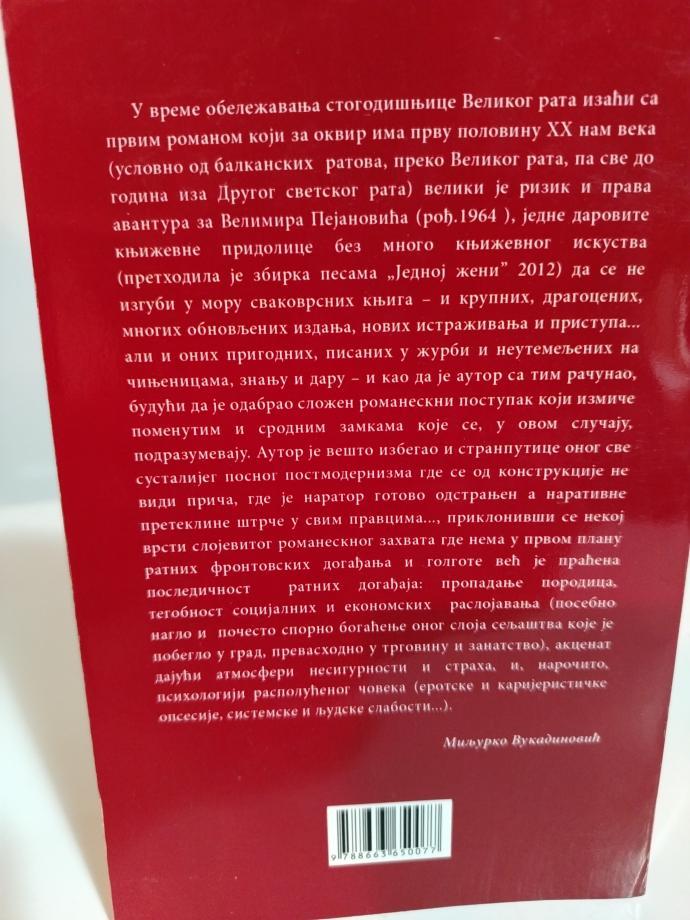 У време обележавања стогодишњице Великог рата изаћи са
првим романом који за оквир има прву половину XX нам века
(условно од балканских ратова, преко Великог рата, па све до
година иза Другог светског рата) велики је ризик и права
авантура за Велимира Пејановића (рођ.1964 ), једне даровите
књижевне придолице без много књижевног искуства
(претходила је збирка песама „Једној жени” 2012) да се не
изгуби у мору сваковрсних књига – и крупних, драгоцених,
многих обновљених издања, нових истраживања и приступа...
али и оних пригодних, писаних у журби и неутемељених на
чињеницама, знању и дару – и као да је аутор са тим рачунао,
будући да је одабрао сложен романескни поступак који измиче
поменутим и сродним замкама које се, у овом случају,
подразумевају. Аутор је вешто избегао и странпутице оног све
сусталијег посног постмодернизма где се од конструкције не
види прича, где је наратор готово одстрањен а наративне
претеклине штрче у свим правцима..., приклонивши се некој
врсти слојевитог романескног захвата где нема у првом плану
ратних фронтовских догађања и голготе већ је праћена
последичност ратних догађаја: пропадање породица,
тегобност социјалних и економских раслојавања (посебно
нагло и почесто спорно богаћење оног слоја сељаштва које је
побегло у град, превасходно у трговину и занатство), акценат
дајући атмосфери несигурности и страха, и, нарочито,
психологији располућеног човека (еротске и каријеристичке
опсесије, системске и људске слабости...).
Миљурко Вукадиновић
9 788663 650077